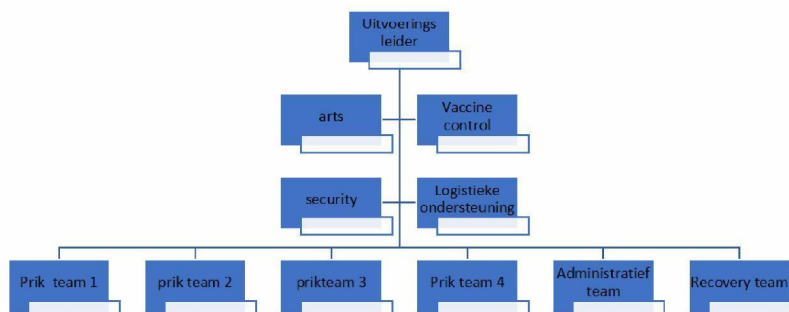 Uitvoerings
leider
arts
Vaccine
control
security
Logistieke
ondersteuning
Prik team 1
prik team 2
prikteam 3
Prik team 4
Administratief
team
Recovery team